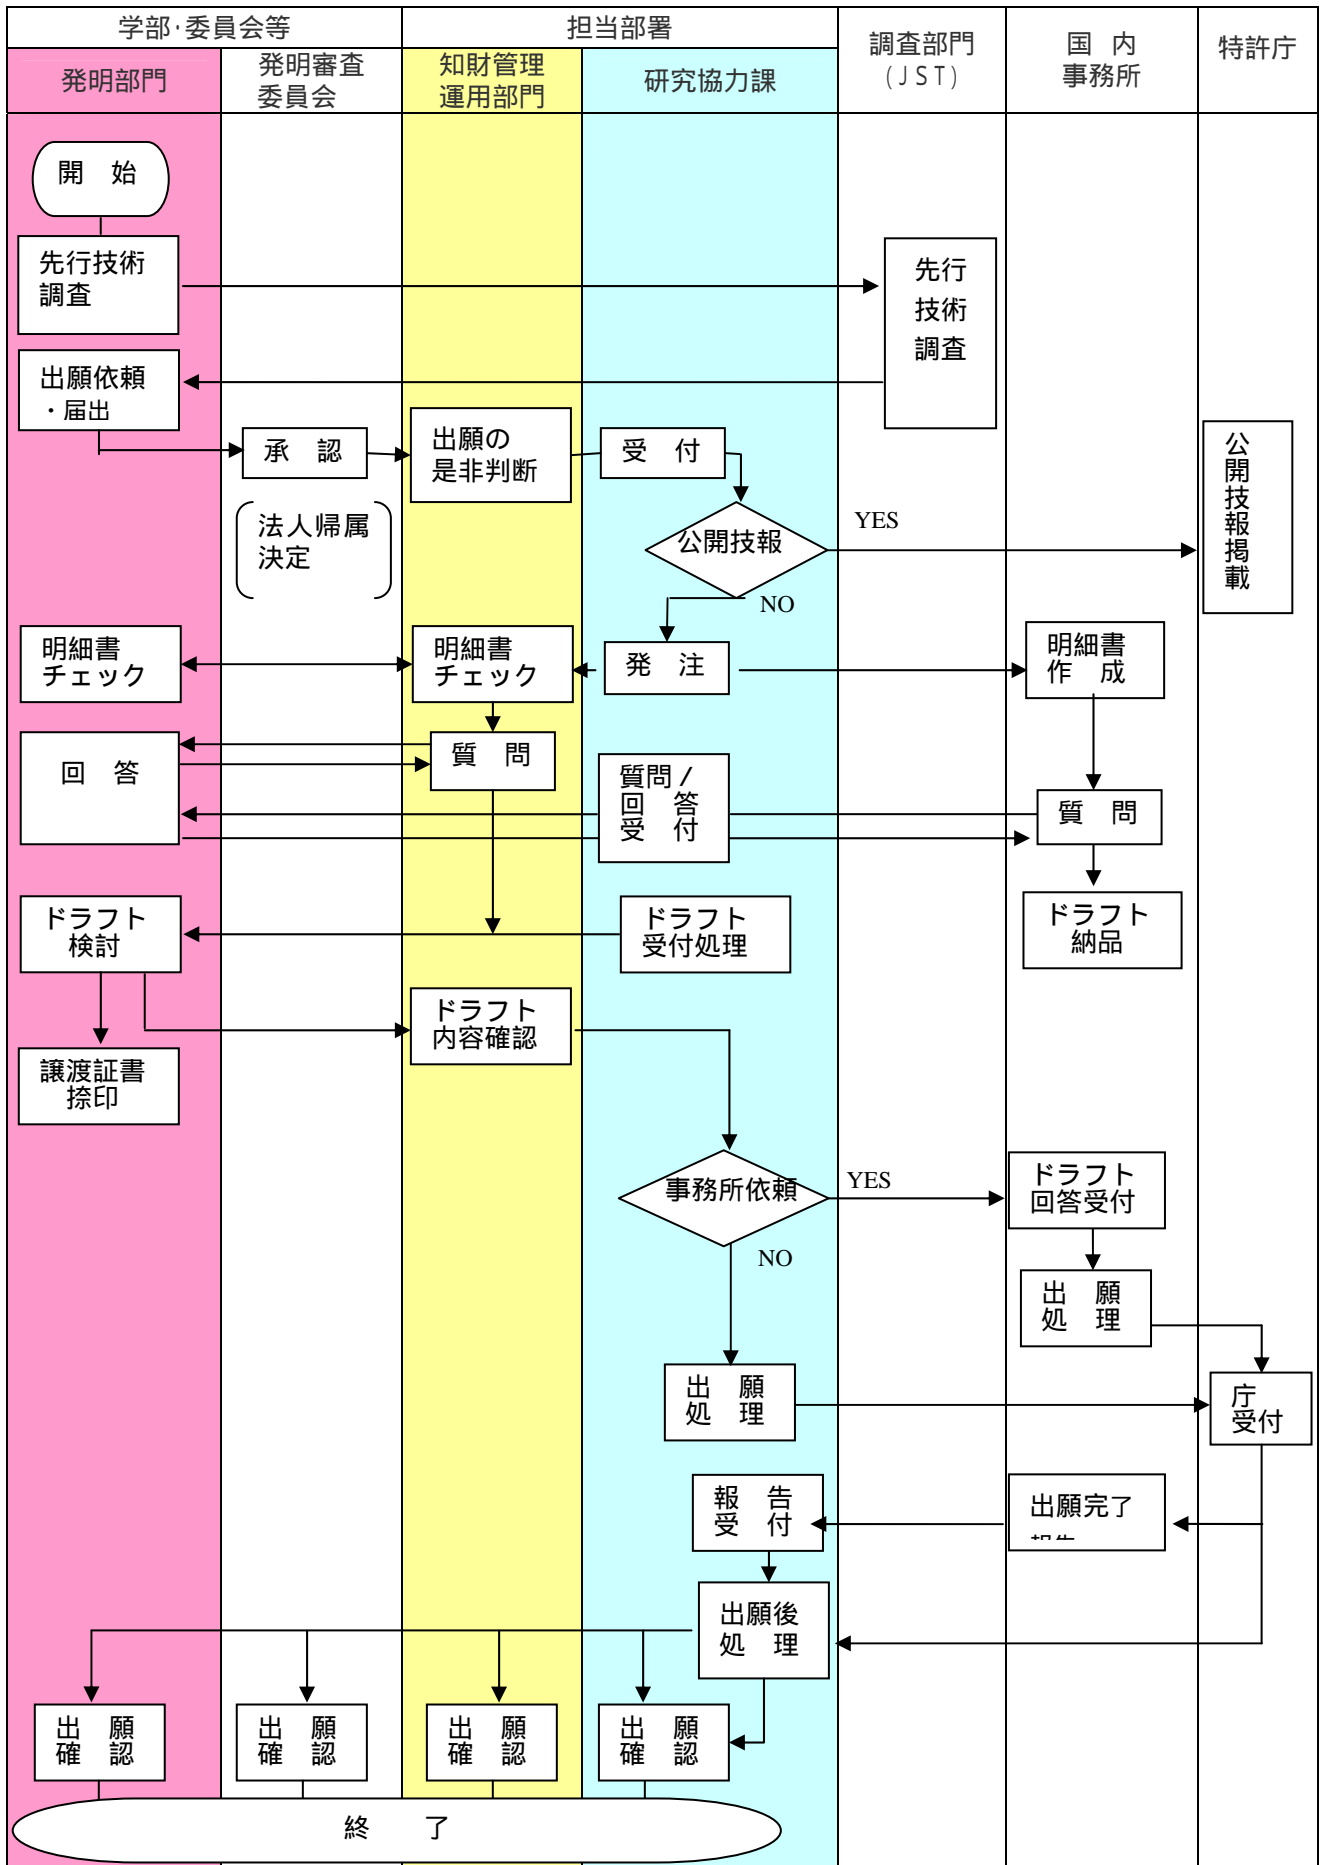 学部・委員会等
担当部署
調査部門
(JST)
国 内
事務所
特許庁
発明部門
発明審査
委員会
知財管理
運用部門
研究協力課
開 始
先行技術
調査
先行
技術
調査
出願依頼
・届出
承 認
出願の
是非判断
受 付
公開技報掲載
法人帰属
決定
公開技報
YES
NO
明細書
チェック
明細書
チェック
発 注
明細書
作 成
回 答
質 問
質問/
回 答
受 付
質 問
ドラフト
検討
ドラフト
受付処理
ドラフト
納品
ドラフト
内容確認
譲渡証書
捺印
事務所依頼
YES
NO
ドラフト
回答受付
出 願
処 理
出 願
処 理
庁
受付
報 告
受 付
出願完了
出願後
処 理
出 願
確 認
出 願
確 認
出 願
確 認
出 願
確 認
終 了